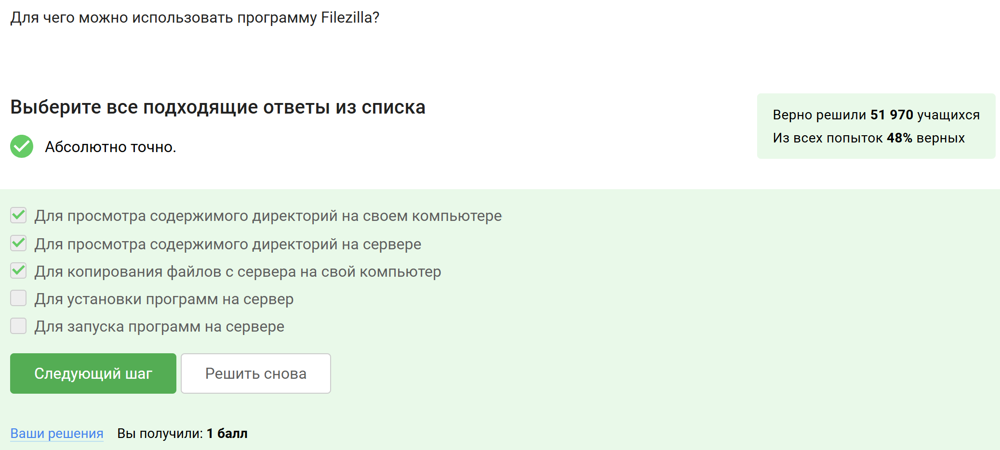 Для чего можно использовать программу Filezilla?
Выберите все подходящие ответы из списка
Верно решили 51 970 учащихся
Из всех попыток 48% верных
Абсолютно точно.
Для просмотра содержимого директорий на своем компьютере
Для просмотра содержимого директорий на сервере
Для копирования файлов с сервера на свой компьютер
Для установки программ на сервер
Для запуска программ на сервере
Следующий шаг
Решить снова
Ваши решения Вы получили: 1 балл